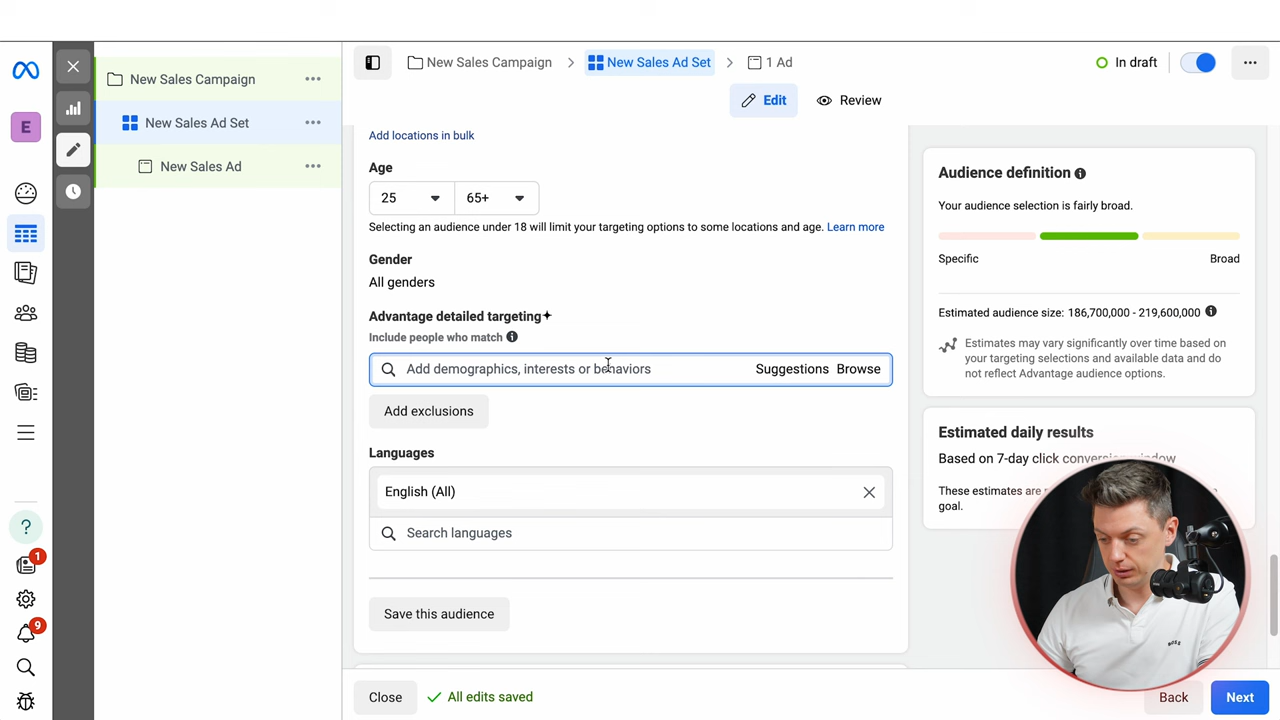 New Sales Campaign
New Sales Ad Set
New Sales Ad
E
?
1
9
New Sales Campaign > New Sales Ad Set > 1 Ad
In draft
Edit
Review
Add locations in bulk
Age
25
65+
Selecting an audience under 18 will limit your targeting options to some locations and age. Learn more
Gender
All genders
Advantage detailed targeting
Include people who match
Add demographics, interests or behaviors
Suggestions
Browse
Add exclusions
Languages
English (All)
Search languages
Save this audience
Close
All edits saved
Back
Next
Audience definition
Your audience selection is fairly broad.
Specific
Broad
Estimated audience size: 186,700,000 - 219,600,000
Estimates may vary significantly over time based on
your targeting selections and available data and do
not reflect Advantage audience options.
Estimated daily results
Based on 7-day click conversion window
These estimates are
goal.
BOSS